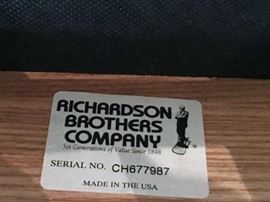 RICHARDSON
BROTHERS
COMPANY
Six Generations of Value Since 1848
SERIAL NO. CH677987
MADE IN THE USA